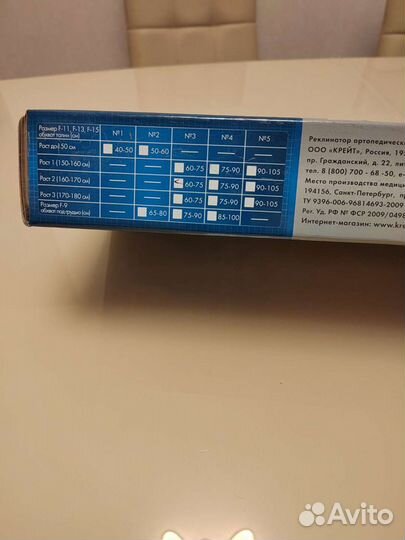 Размер F-11, F-13, F-15
обхват талии (см) №1 №2 №3 №4 №5
Рост до 150 см 40-50 50-60 — — —
Рост 1 (150-160 см) — — 60-75 75-90 90-105
Рост 2 (160-170 см) — — 60-75 75-90 90-105
Рост 3 (170-180 см) — — 60-75 75-90 90-105
Размер F-9
обхват под грудью (см) — 65-80 75-90 85-100 —
Реклинатор ортопедическ
ООО «КРЕЙТ», Россия, 19
пр. Гражданский, д. 22, ли
тел. 8 (800) 700 - 68 -50, e-
Место производства медици
194156, Санкт-Петербург, пр
ТУ 9396-006-96814693-2009
Рег. Уд. РФ № ФСР 2009/0498
Интернет-магазин: www.kr
Avito